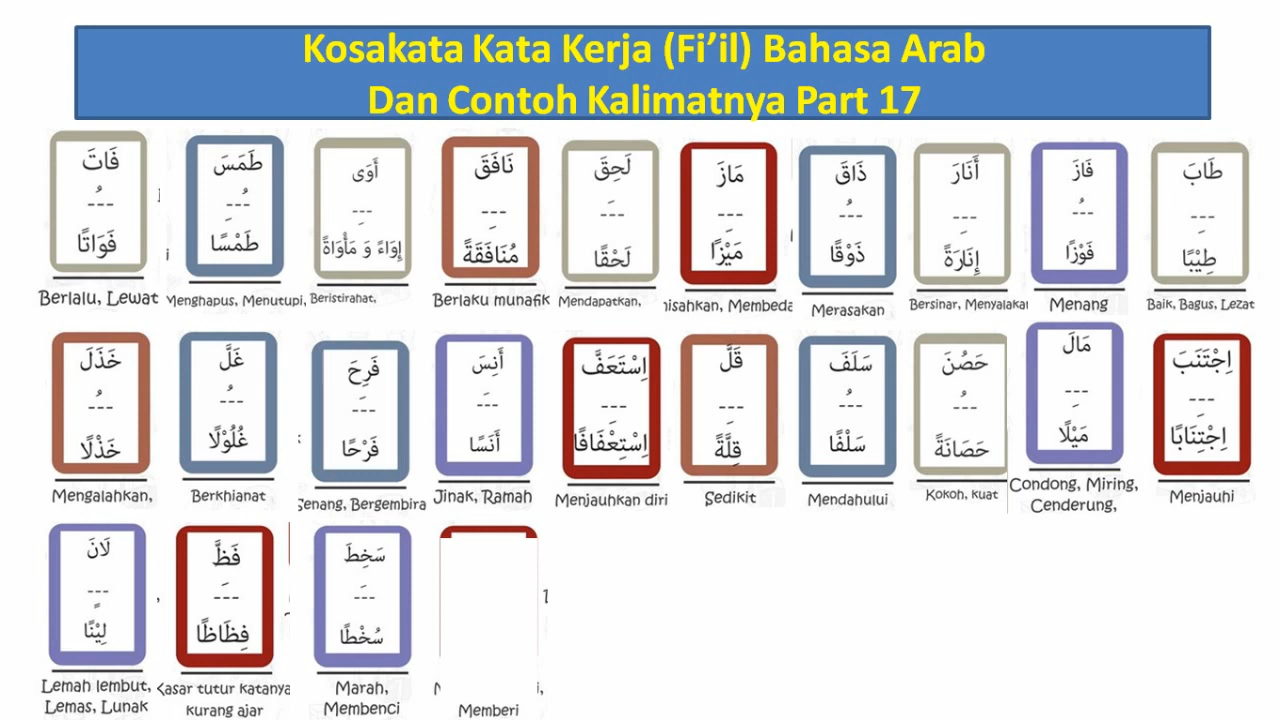 Kosakata Kata Kerja (Fi'il) Bahasa Arab
Dan Contoh Kalimatnya Part 17
فَاتَ
---ُ
فَوَاتًا
Berlalu, Lewat
طَمَسَ
---ُِ
طَمْسًا
Menghapus, Menutupi,
أَوَى
---ِ
إِوَاءً وَ مَأْوَاةً
Beristirahat,
نَافَقَ
---ِ
مُنَافَقَةً
Berlaku munafik
لَحِقَ
---َ
لَحْقًا
Mendapatkan,
مَازَ
---ِ
مَيْزًا
Membeda
ذَاقَ
---ُ
ذَوْقًا
Merasakan
أَنَارَ
---ِ
إِنَارَةً
Bersinar, Menyalakan
فَازَ
---ُ
فَوْزًا
Menang
طَابَ
---ِ
طِيْبًا
Baik, Bagus, Lezat
خَذَلَ
---ُ
خَذْلًا
Mengalahkan,
غَلَّ
---ُ
غُلُوْلًا
Berkhianat
فَرِحَ
---َ
فَرْحًا
Senang, Bergembira
أَنِسَ
---َ
أَنَسًا
Jinak, Ramah
اِسْتَعَفَّ
---ِ
اِسْتِعْفَافًا
Menjauhkan diri
قَلَّ
---ِ
قِلَّةً
Sedikit
سَلَفَ
---ُ
سَلْفًا
Mendahului
حَصُنَ
---ُ
حَصَانَةً
Kokoh, kuat
مَالَ
---ِ
مَيْلًا
Condong, Miring,
Cenderung,
اِجْتَنَبَ
---ِ
اِجْتِنَابًا
Menjauhi
لَانَ
---ِ
لِيْنًا
Lemah lembut,
Lemas, Lunak
فَظَّ
---َ
فِظَاظًا
Kasar tutur katanya
kurang ajar
سَخِطَ
---َ
سُخْطًا
Marah,
Membenci
Memberi